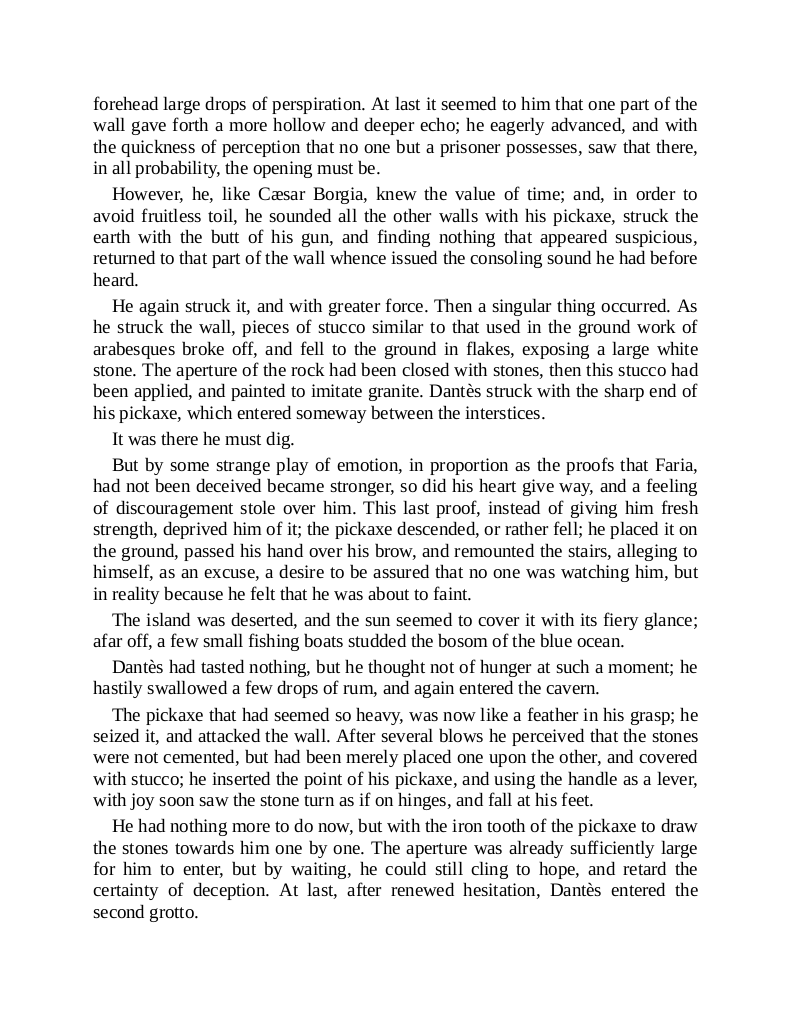 forehead large drops of perspiration. At last it seemed to him that one part of the
wall gave forth a more hollow and deeper echo; he eagerly advanced, and with
the quickness of perception that no one but a prisoner possesses, saw that there,
in all probability, the opening must be.
However, he, like Cæsar Borgia, knew the value of time; and, in order to
avoid fruitless toil, he sounded all the other walls with his pickaxe, struck the
earth with the butt of his gun, and finding nothing that appeared suspicious,
returned to that part of the wall whence issued the consoling sound he had before
heard.
He again struck it, and with greater force. Then a singular thing occurred. As
he struck the wall, pieces of stucco similar to that used in the ground work of
arabesques broke off, and fell to the ground in flakes, exposing a large white
stone. The aperture of the rock had been closed with stones, then this stucco had
been applied, and painted to imitate granite. Dantès struck with the sharp end of
his pickaxe, which entered someway between the interstices.
It was there he must dig.
But by some strange play of emotion, in proportion as the proofs that Faria,
had not been deceived became stronger, so did his heart give way, and a feeling
of discouragement stole over him. This last proof, instead of giving him fresh
strength, deprived him of it; the pickaxe descended, or rather fell; he placed it on
the ground, passed his hand over his brow, and remounted the stairs, alleging to
himself, as an excuse, a desire to be assured that no one was watching him, but
in reality because he felt that he was about to faint.
The island was deserted, and the sun seemed to cover it with its fiery glance;
afar off, a few small fishing boats studded the bosom of the blue ocean.
Dantès had tasted nothing, but he thought not of hunger at such a moment; he
hastily swallowed a few drops of rum, and again entered the cavern.
The pickaxe that had seemed so heavy, was now like a feather in his grasp; he
seized it, and attacked the wall. After several blows he perceived that the stones
were not cemented, but had been merely placed one upon the other, and covered
with stucco; he inserted the point of his pickaxe, and using the handle as a lever,
with joy soon saw the stone turn as if on hinges, and fall at his feet.
He had nothing more to do now, but with the iron tooth of the pickaxe to draw
the stones towards him one by one. The aperture was already sufficiently large
for him to enter, but by waiting, he could still cling to hope, and retard the
certainty of deception. At last, after renewed hesitation, Dantès entered the
second grotto.